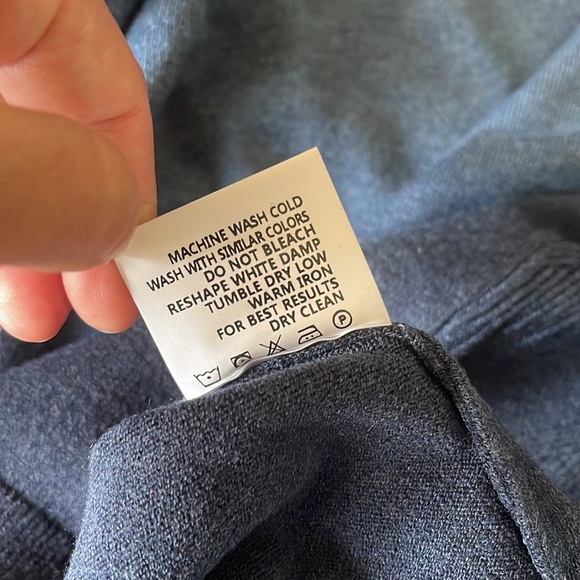 MACHINE WASH COLD
WASH WITH SIMILAR COLORS
DO NOT BLEACH
RESHAPE WHITE DAMP
TUMBLE DRY LOW
WARM IRON
FOR BEST RESULTS
DRY CLEAN
P